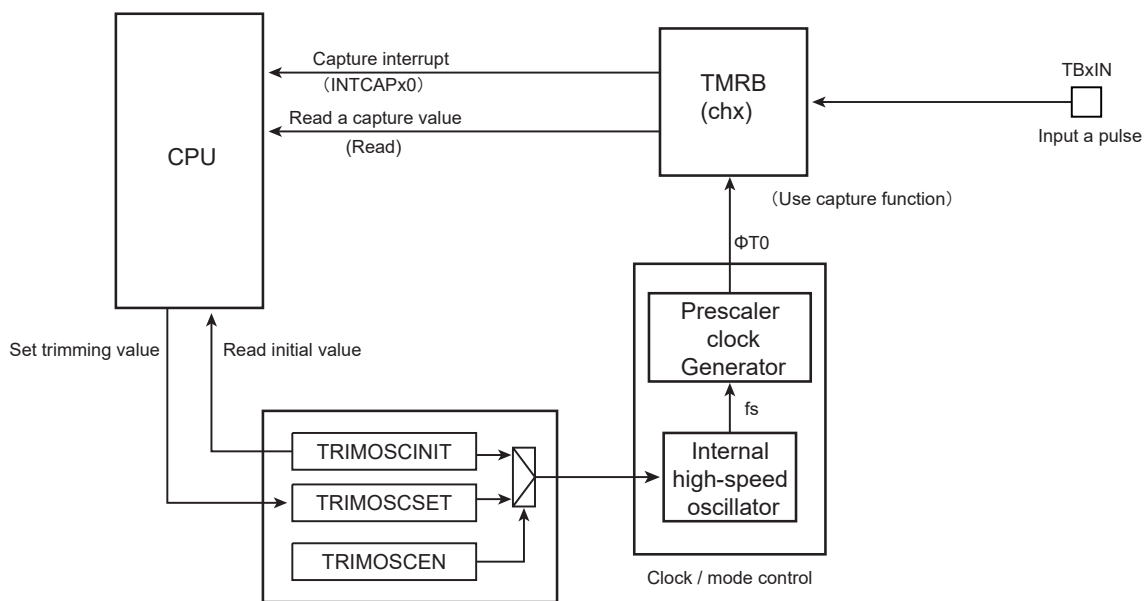 Capture interrupt
（INTCAPx0）
Read a capture value
(Read)
CPU
TMRB
(chx)
TBxIN
Input a pulse
（Use capture function）
ΦT0
Prescaler
clock
Generator
fs
Internal
high-speed
oscillator
Clock / mode control
Set trimming value
Read initial value
TRIMOSCINIT
TRIMOSCSET
TRIMOSCEN